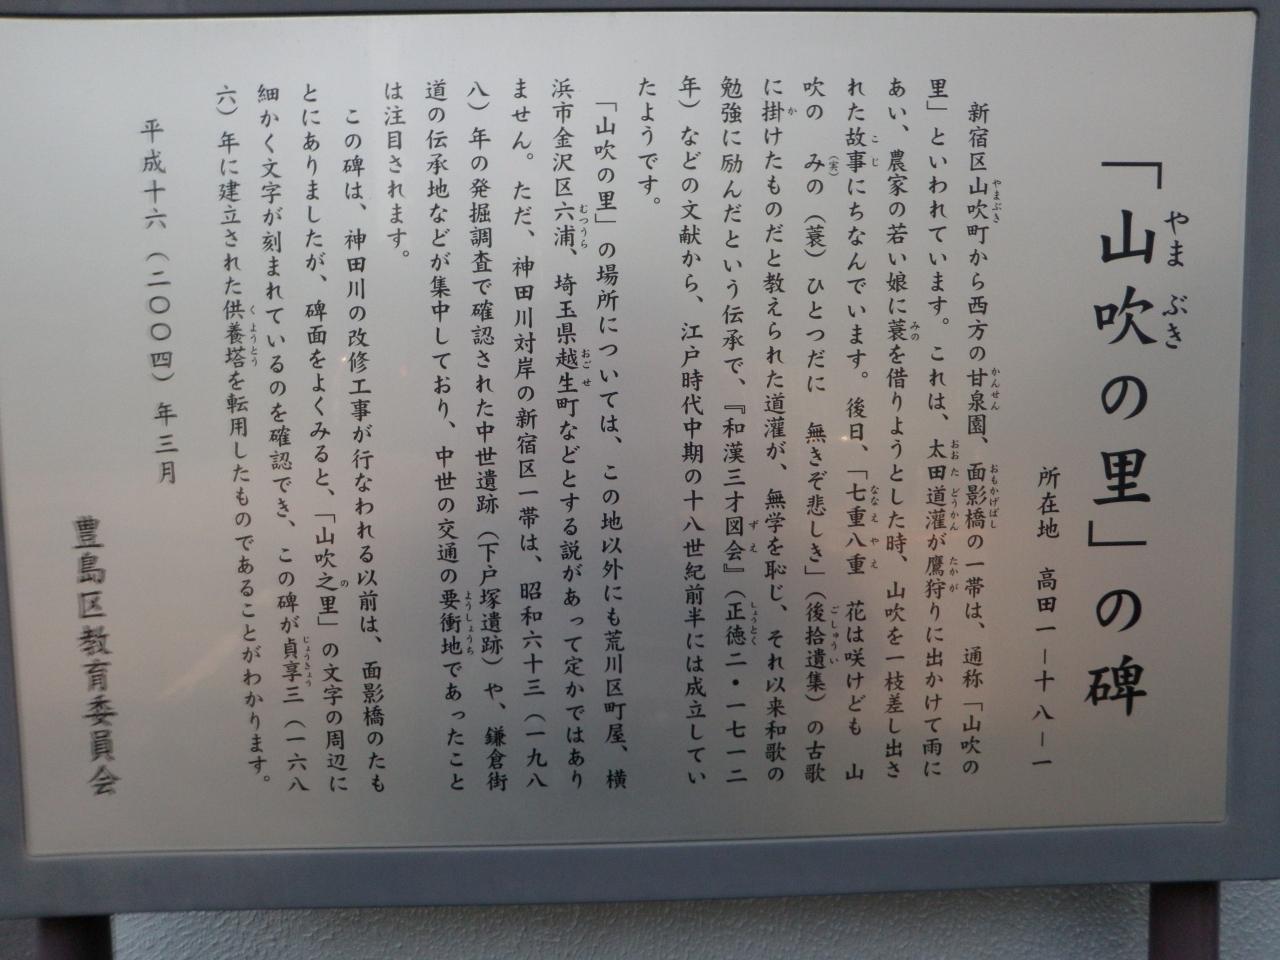 「山吹の里」の碑
所在地 高田一－十八－一
新宿区山吹町から西方の甘泉園、面影橋の一帯は、通称「山吹の
里」といわれています。これは、太田道灌が鷹狩りに出かけて雨に
あい、農家の若い娘に蓑を借りようとした時、山吹を一枝差し出さ
れた故事にちなんでいます。後日、「七重八重 花は咲けども 山
吹の みの（蓑）ひとつだに 無きぞ悲しき」（後拾遺集）の古歌
に掛けたものだと教えられた道灌が、無学を恥じ、それ以来和歌の
勉強に励んだという伝承で、『和漢三才図会』（正徳二・一七一二
年）などの文献から、江戸時代中期の十八世紀前半には成立してい
たようです。
「山吹の里」の場所については、この地以外にも荒川区町屋、横
浜市金沢区六浦、埼玉県越生町などとする説があって定かではあり
ません。ただ、神田川対岸の新宿区一帯は、昭和六十三（一九八
八）年の発掘調査で確認された中世遺跡（下戸塚遺跡）や、鎌倉街
道の伝承地などが集中しており、中世の交通の要衝地であったこと
は注目されます。
この碑は、神田川の改修工事が行なわれる以前は、面影橋のたも
とにありましたが、碑面をよくみると、「山吹之里」の文字の周辺に
細かく文字が刻まれているのを確認でき、この碑が貞享三（一六八
六）年に建立された供養塔を転用したものであることがわかります。
平成十六（二〇〇四）年三月
豊島区教育委員会